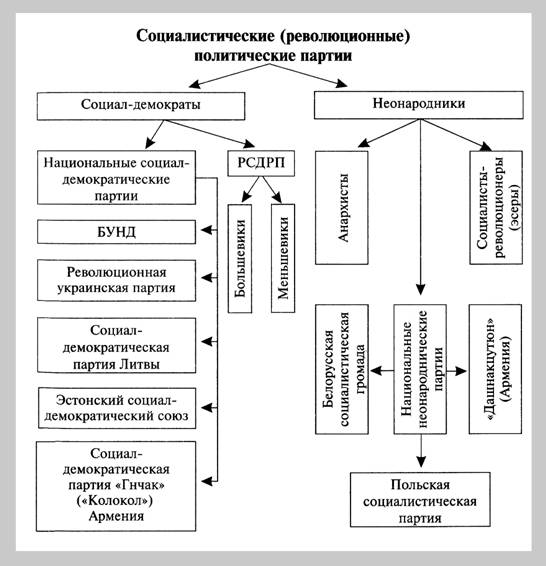 Социалистические (революционные)
политические партии
Социал-демократы
Неонародники
Национальные социал-
демократические
партии
РСДРП
Большевики
Меньшевики
БУНД
Революционная
украинская партия
Социал-
демократическая
партия Литвы
Эстонский социал-
демократический союз
Социал-
демократическая
партия «Гнчак»
(«Колокол»)
Армения
Анархисты
Социалисты-
революционеры
(эсеры)
Белорусская
социалистическая
громада
Национальные
неонароднические
партии
«Дашнакцутюн»
(Армения)
Польская
социалистическая
партия